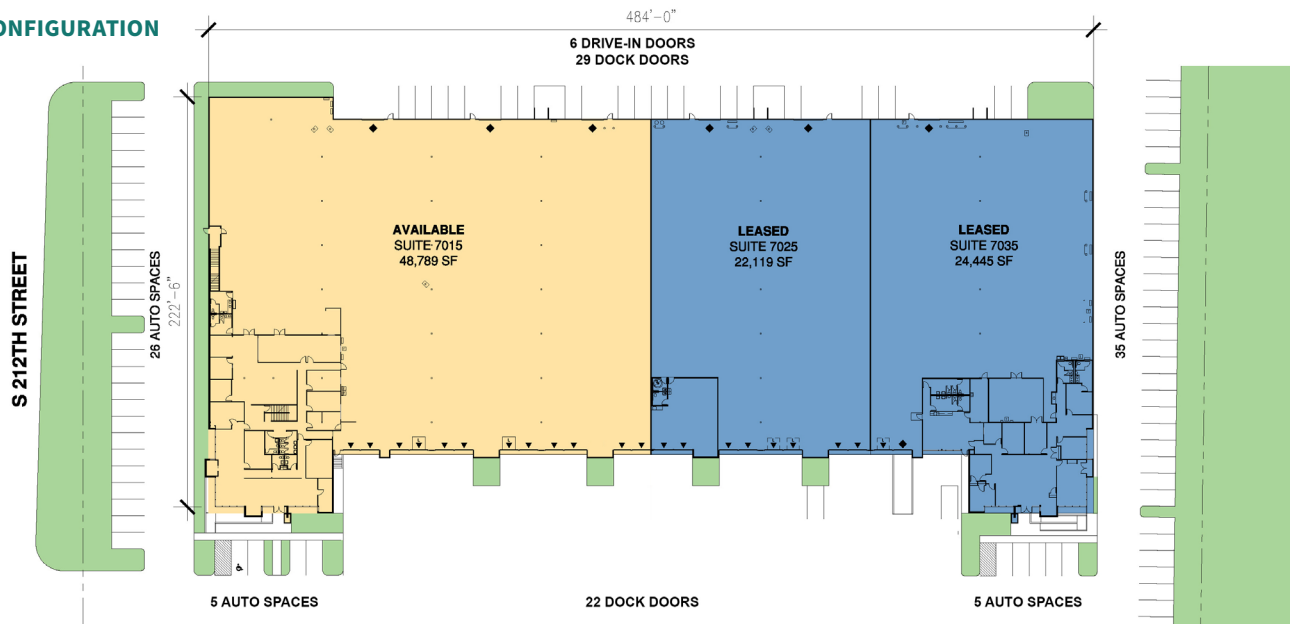 ONFIGURATION
484'-0"
6 DRIVE-IN DOORS
29 DOCK DOORS
S 212TH STREET
26 AUTO SPACES
222'-6"
AVAILABLE
SUITE 7015
48,789 SF
LEASED
SUITE 7025
22,119 SF
LEASED
SUITE 7035
24,445 SF
35 AUTO SPACES
5 AUTO SPACES
22 DOCK DOORS
5 AUTO SPACES